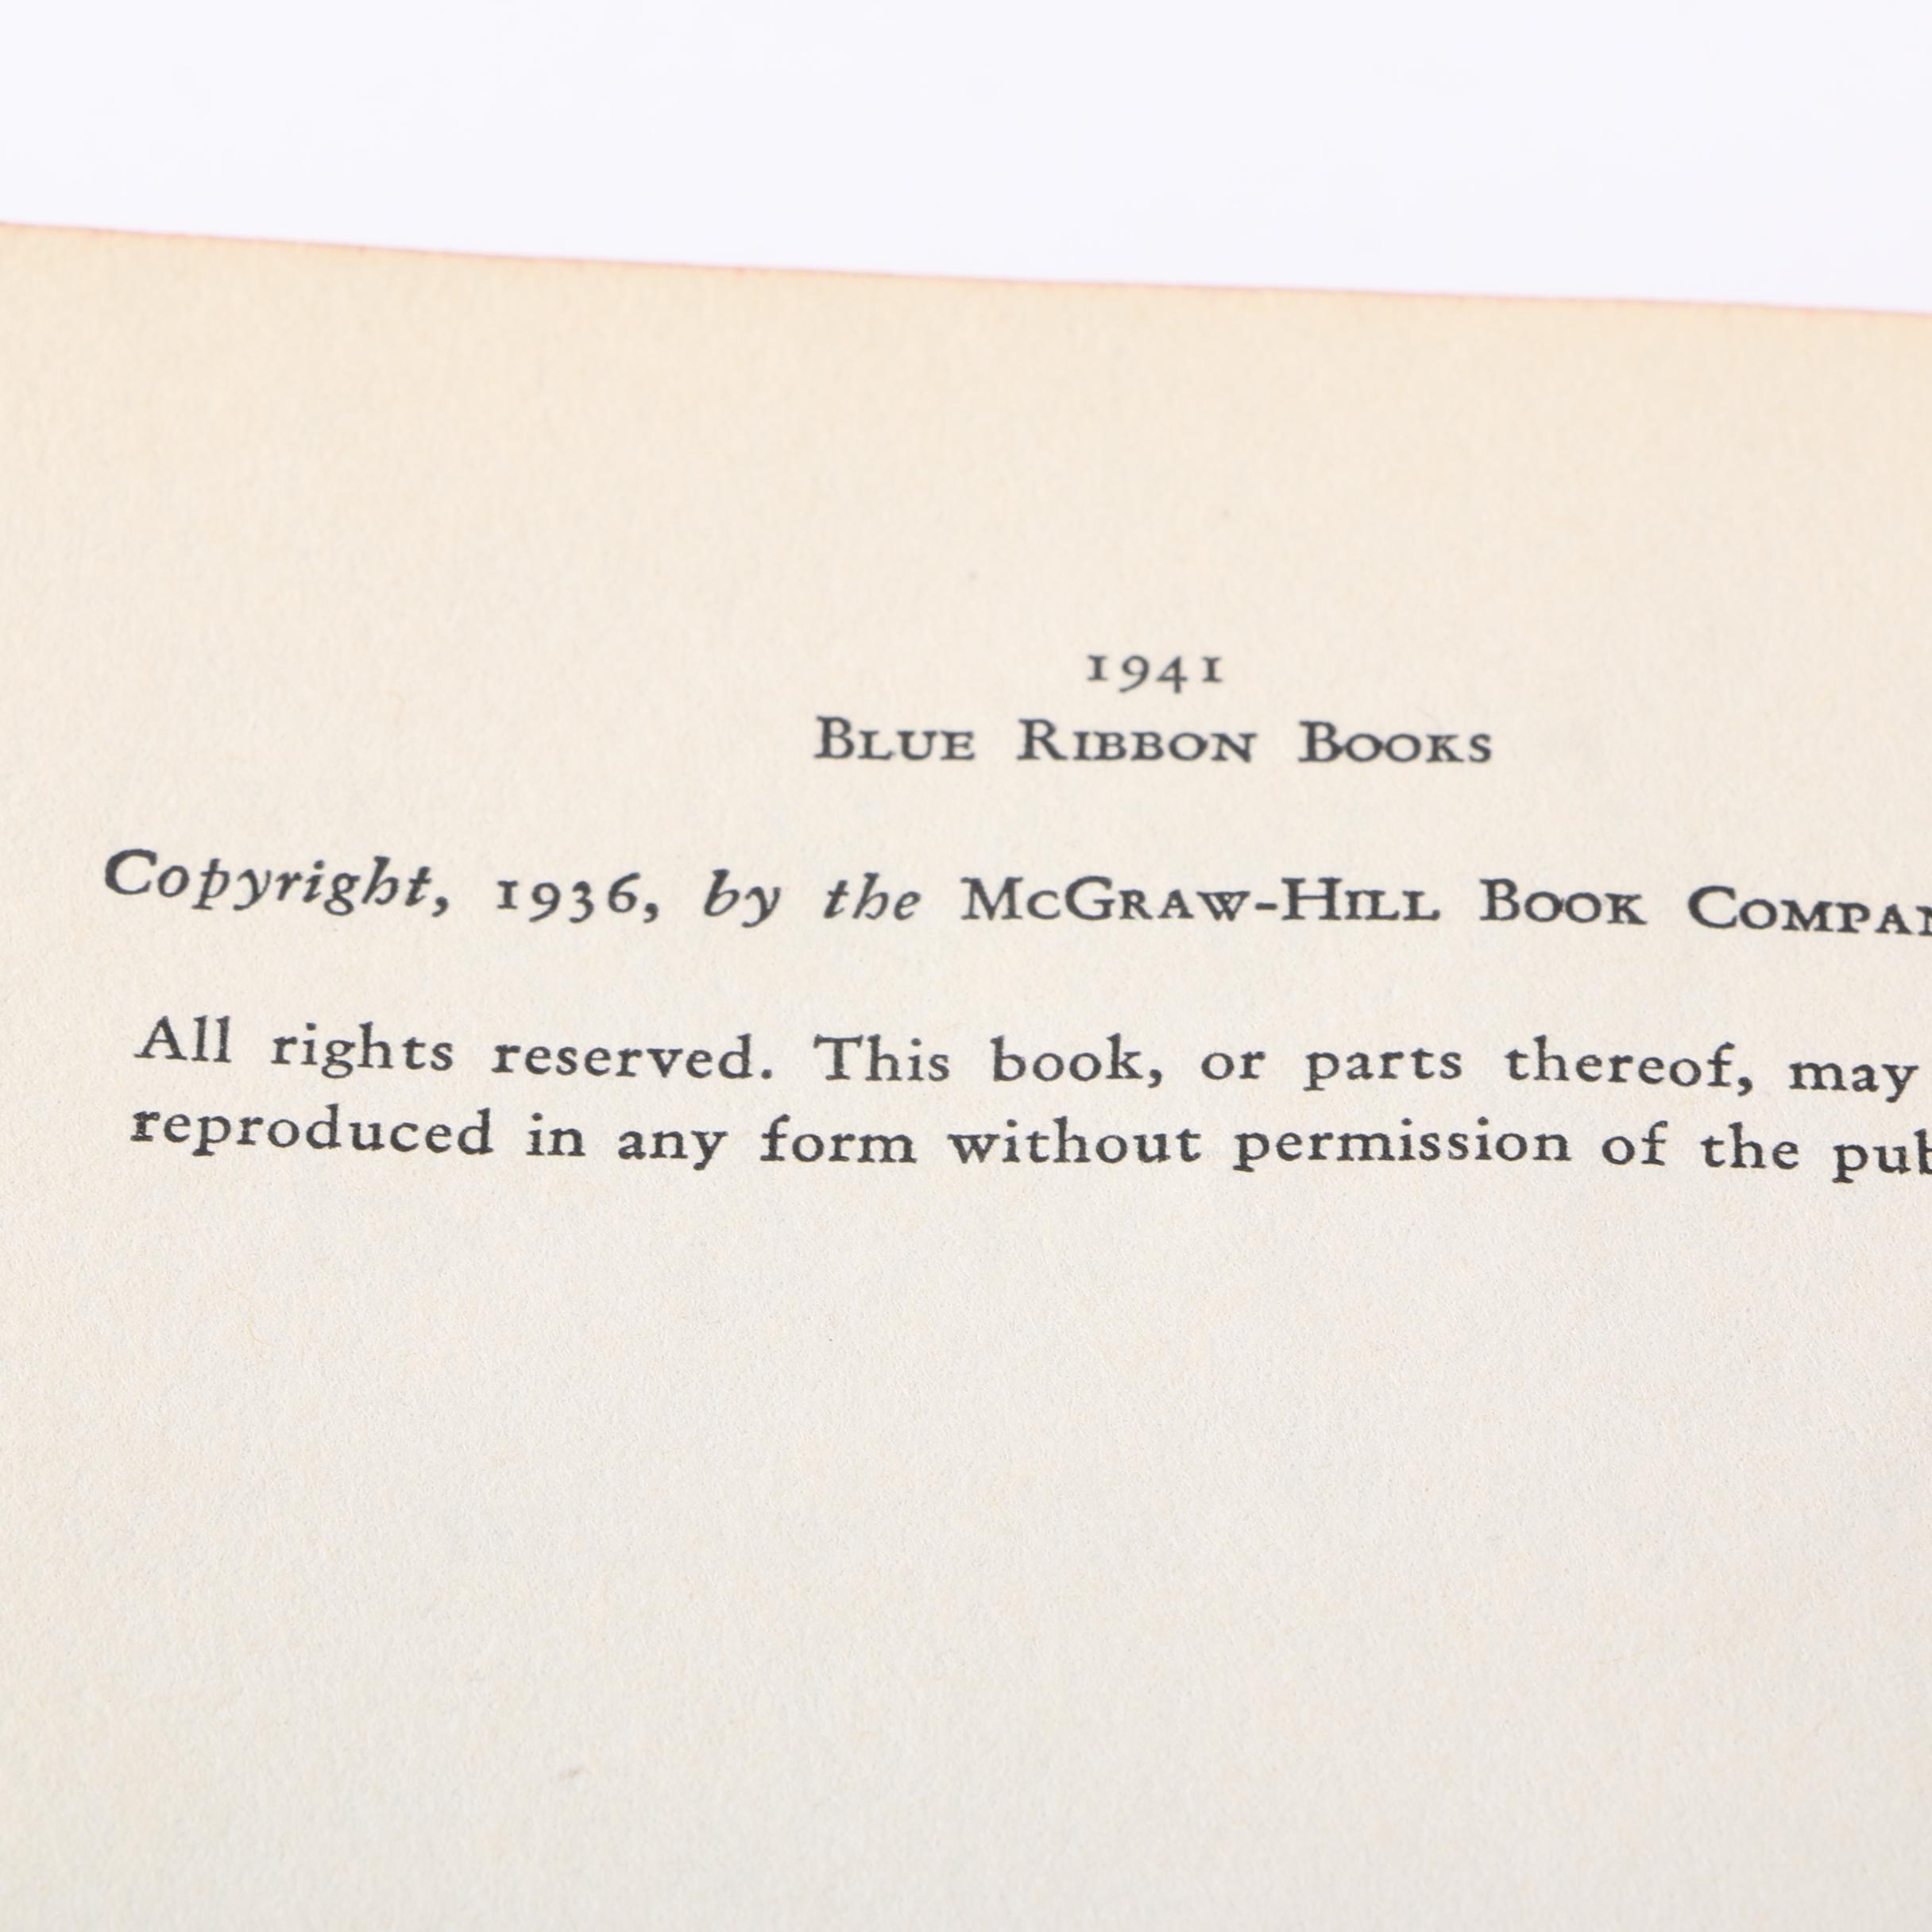 1941
Blue Ribbon Books
Copyright, 1936, by the McGraw-Hill Book
All rights reserved. This book, or parts thereof, may
reproduced in any form without permission of the